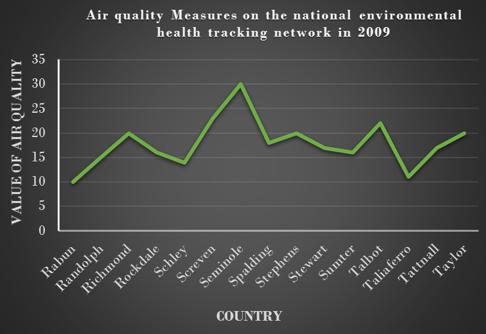 Air quality Measures on the national environmental
health tracking network in 2009
VALUE OF AIR QUALITY
35
30
25
20
15
10
5
0
Rabun
Randolph
Richmond
Rockdale
Schley
Screven
Seminole
Spalding
Stephens
Stewart
Sumter
Talbot
Taliaferro
Tattnall
Taylor
COUNTRY